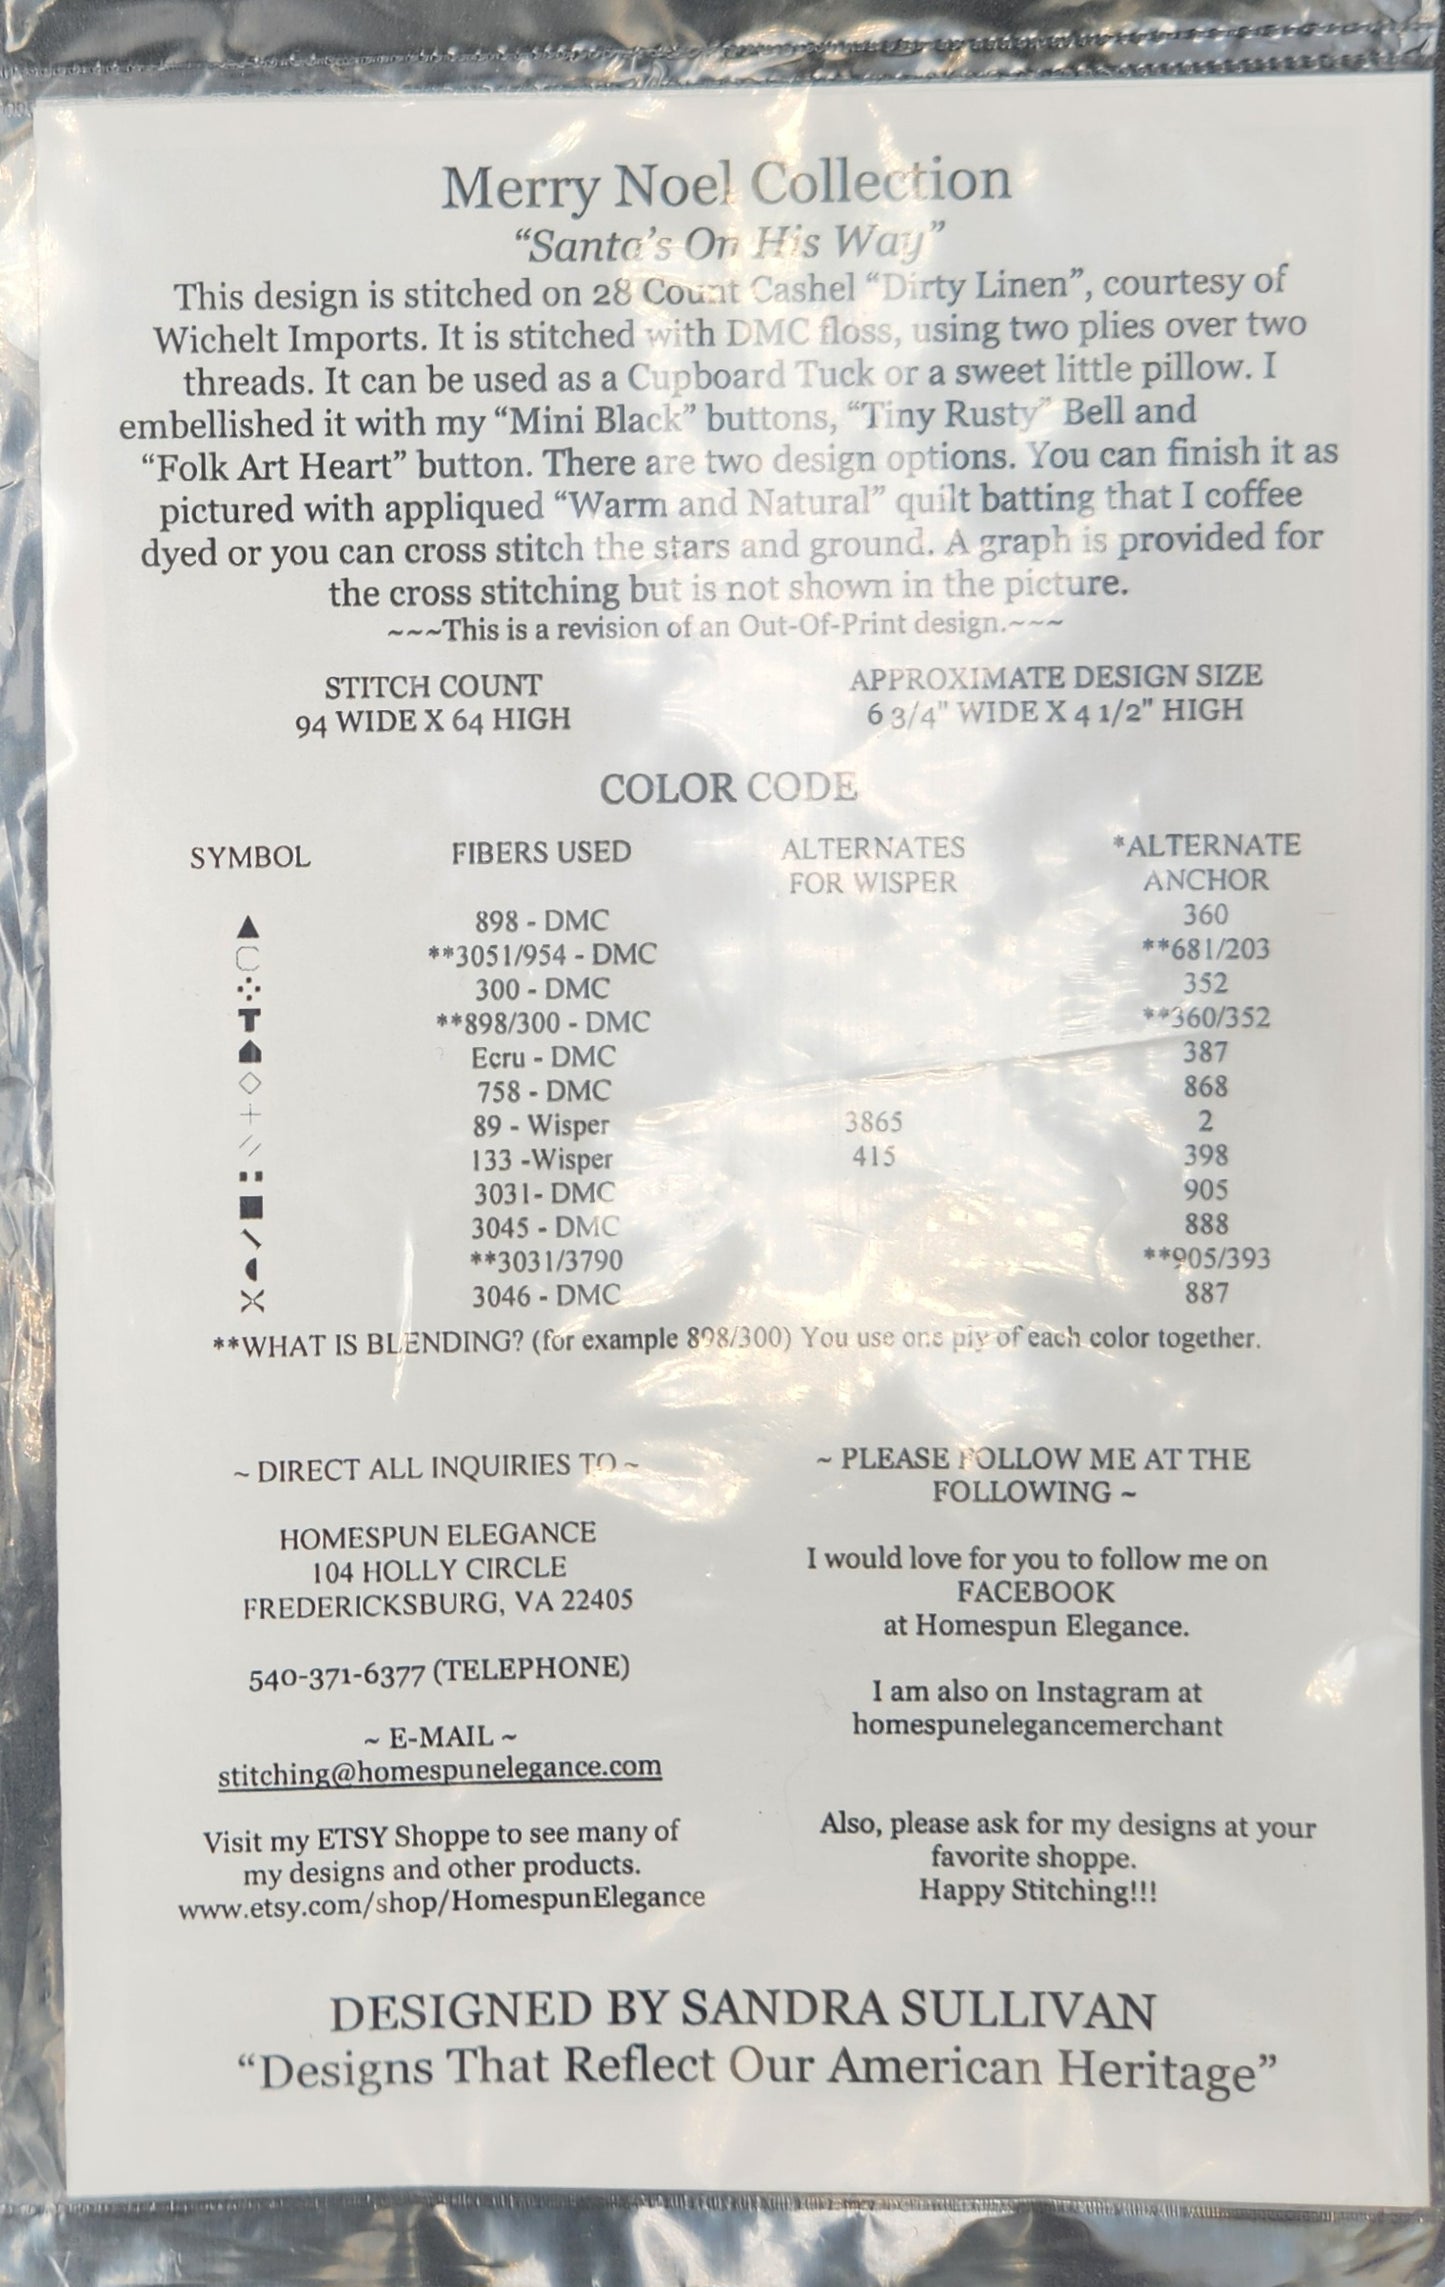 Merry Noel Collection
“Santa’s On His Way”
This design is stitched on 28 Count Cashel “Dirty Linen”, courtesy of
Wichelt Imports. It is stitched with DMC floss, using two plies over two
threads. It can be used as a Cupboard Tuck or a sweet little pillow. I
embellished it with my “Mini Black” buttons, “Tiny Rusty” Bell and
“Folk Art Heart” button. There are two design options. You can finish it as
pictured with appliqued “Warm and Natural” quilt batting that I coffee
dyed or you can cross stitch the stars and ground. A graph is provided for
the cross stitching but is not shown in the picture.
~~~This is a revision of an Out-Of-Print design.~~~
STITCH COUNT APPROXIMATE DESIGN SIZE
94 WIDE X 64 HIGH 6 3/4" WIDE X 4 1/2" HIGH
COLOR CODE
SYMBOL FIBERS USED ALTERNATES *ALTERNATE
FOR WISPER ANCHOR
898 - DMC 360
**3051/954 - DMC **681/203
300 - DMC 352
**898/300 - DMC **360/352
Ecru - DMC 387
758 - DMC 868
89 - Wisper 3865 2
133 -Wisper 415 398
3031- DMC 905
3045 - DMC 888
**3031/3790 **905/393
3046 - DMC 887
**WHAT IS BLENDING? (for example 898/300) You use one ply of each color together.
~ DIRECT ALL INQUIRIES TO ~
HOMESPUN ELEGANCE
104 HOLLY CIRCLE
FREDERICKSBURG, VA 22405
540-371-6377 (TELEPHONE)
~ E-MAIL ~
stitching@homespunelegance.com
Visit my ETSY Shoppe to see many of
my designs and other products.
www.etsy.com/shop/HomespunElegance
~ PLEASE FOLLOW ME AT THE
FOLLOWING ~
I would love for you to follow me on
FACEBOOK
at Homespun Elegance.
I am also on Instagram at
homespunelegancemerchant
Also, please ask for my designs at your
favorite shoppe.
Happy Stitching!!!
DESIGNED BY SANDRA SULLIVAN
“Designs That Reflect Our American Heritage”